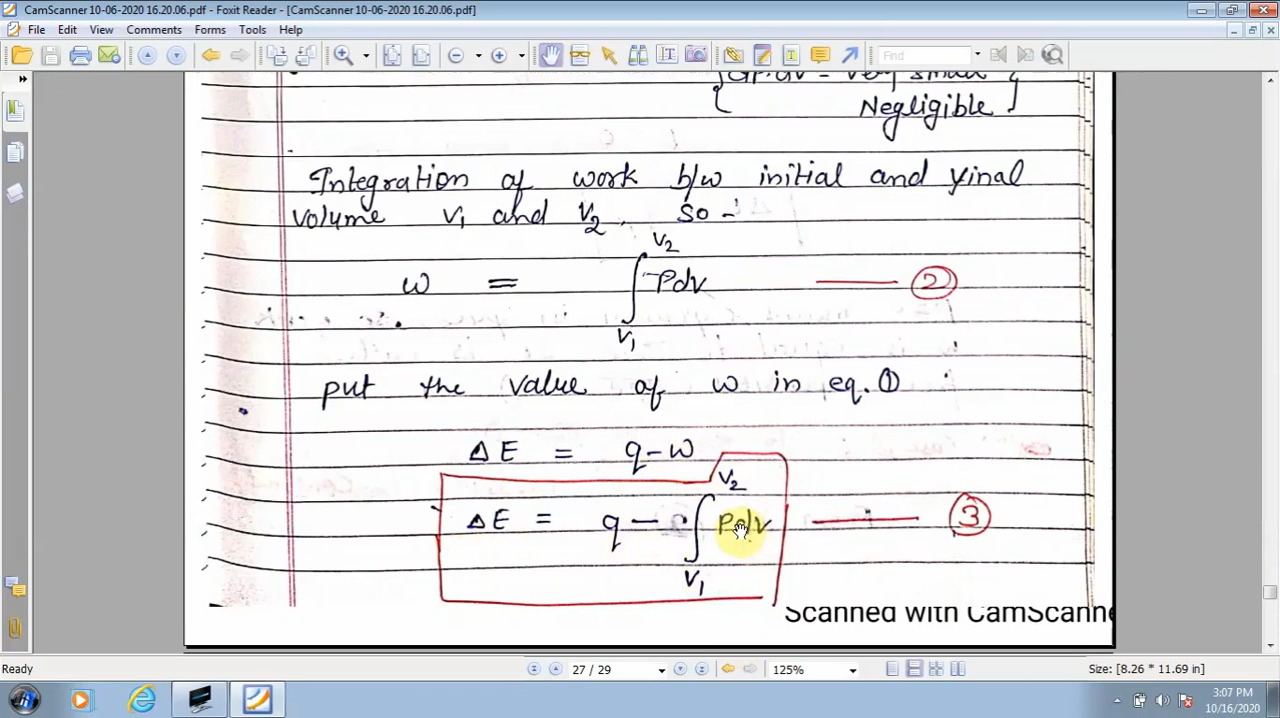 CamScanner 10-06-2020 16.20.06.pdf - Foxit Reader - [CamScanner 10-06-2020 16.20.06.pdf]
File Edit View Comments Forms Tools Help
Find
125%
Negligible
Integration of work b/w initial and final
volume V1 and V2. so -
V2
w = ∫ Pdv —— ②
V1
put the value of w in eq. ①
ΔE = q-w
V2
ΔE = q - ∫ Pdv —— ③
V1
Scanned with CamScanne
Ready 27 / 29 125% Size: [8.26 * 11.69 in]
3:07 PM
10/16/2020